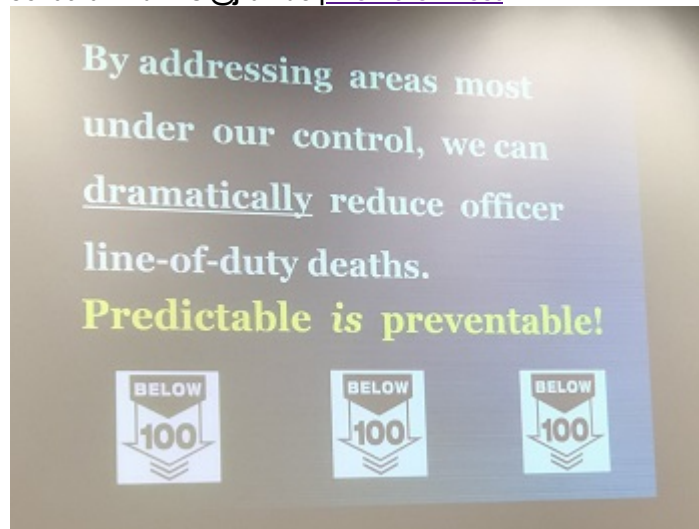 By addressing areas most
under our control, we can
dramatically reduce officer
line-of-duty deaths.
Predictable is preventable!
BELOW
100
BELOW
100
BELOW
100